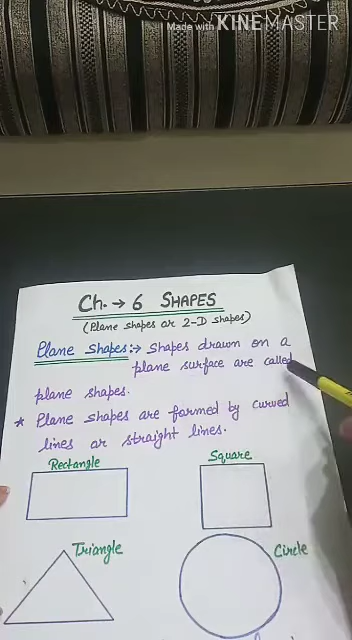 Made with KINEMASTER
Ch. → 6 SHAPES
(Plane shapes or 2-D shapes)
Plane shapes :→ Shapes drawn on a
plane surface are called
plane shapes.
* Plane shapes are formed by curved
lines or straight lines.
Rectangle
Square
Triangle
Circle